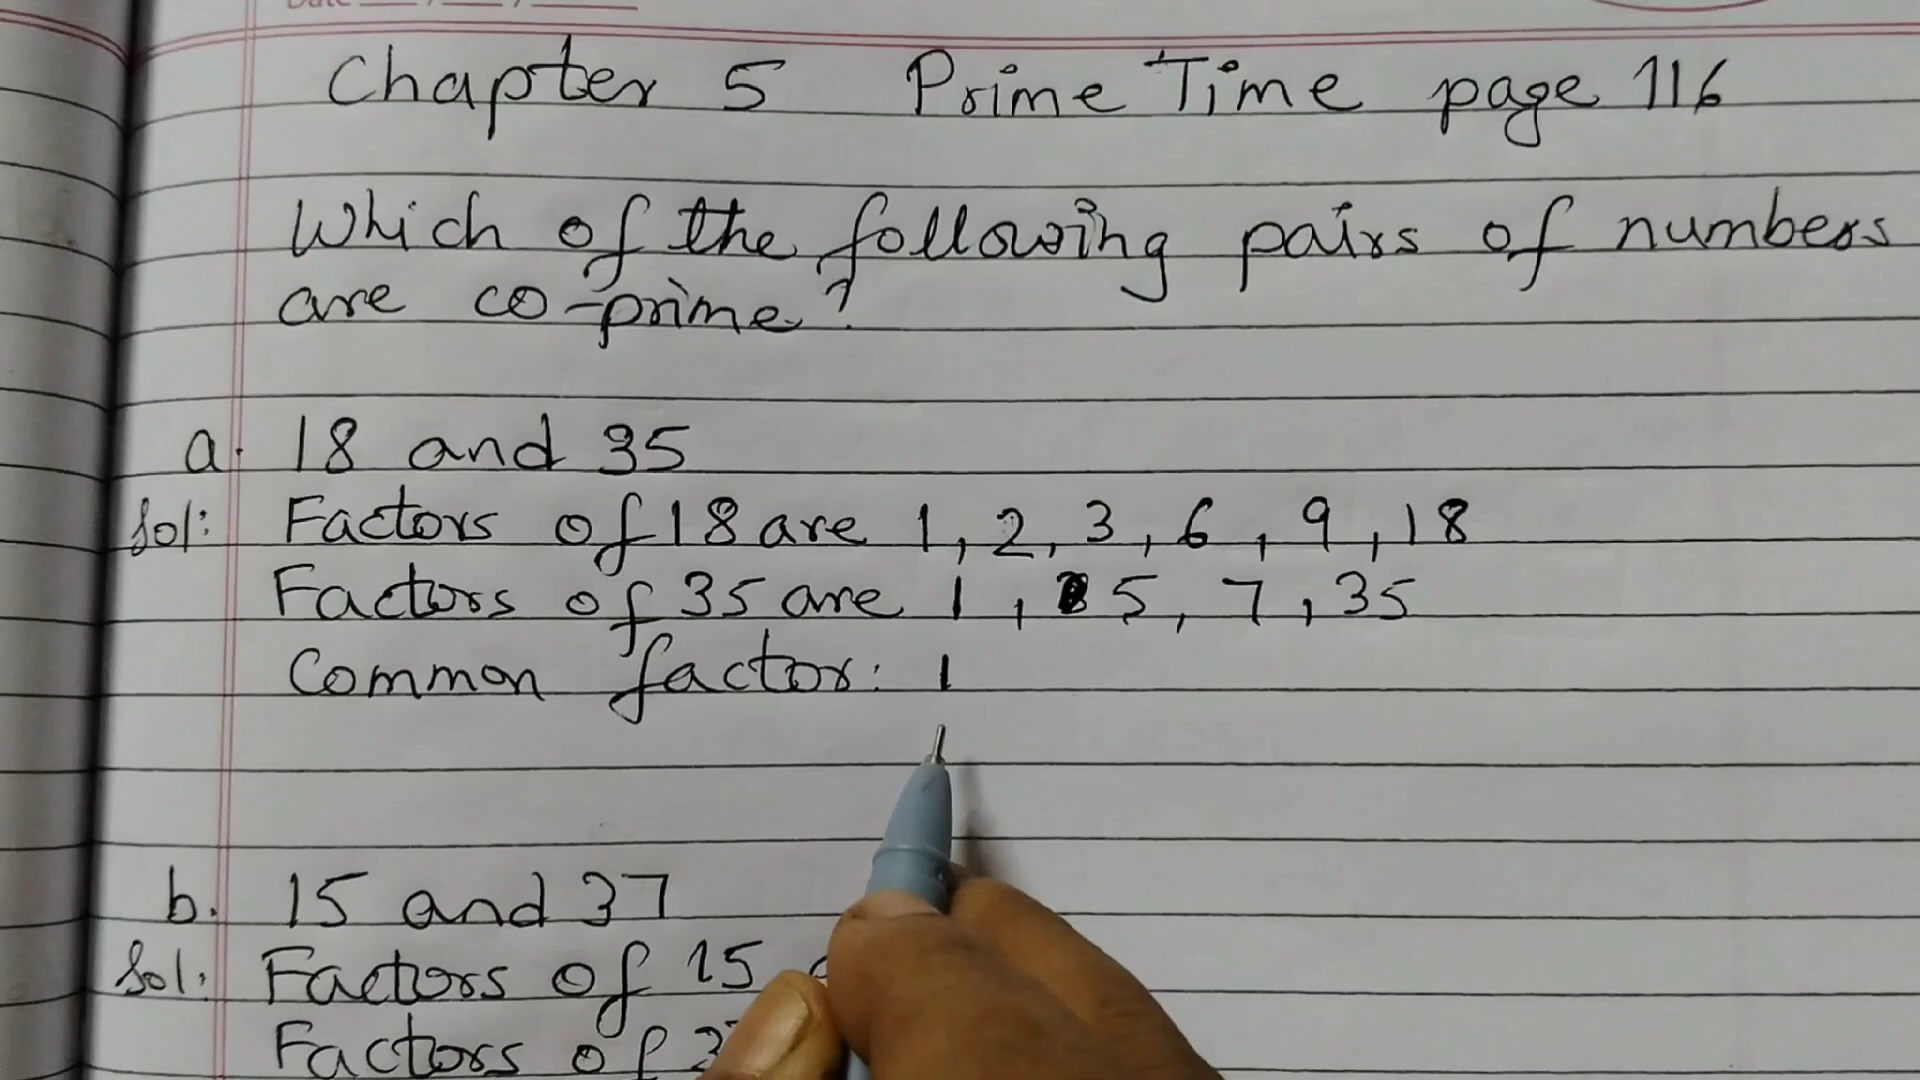 Date
Chapter 5 Prime Time page 116
Which of the following pairs of numbers
are co-prime?
a. 18 and 35
Sol: Factors of 18 are 1, 2, 3, 6, 9, 18
Factors of 35 are 1, 5, 7, 35
Common factor: 1
b. 15 and 37
Sol: Factors of 15
Factors of